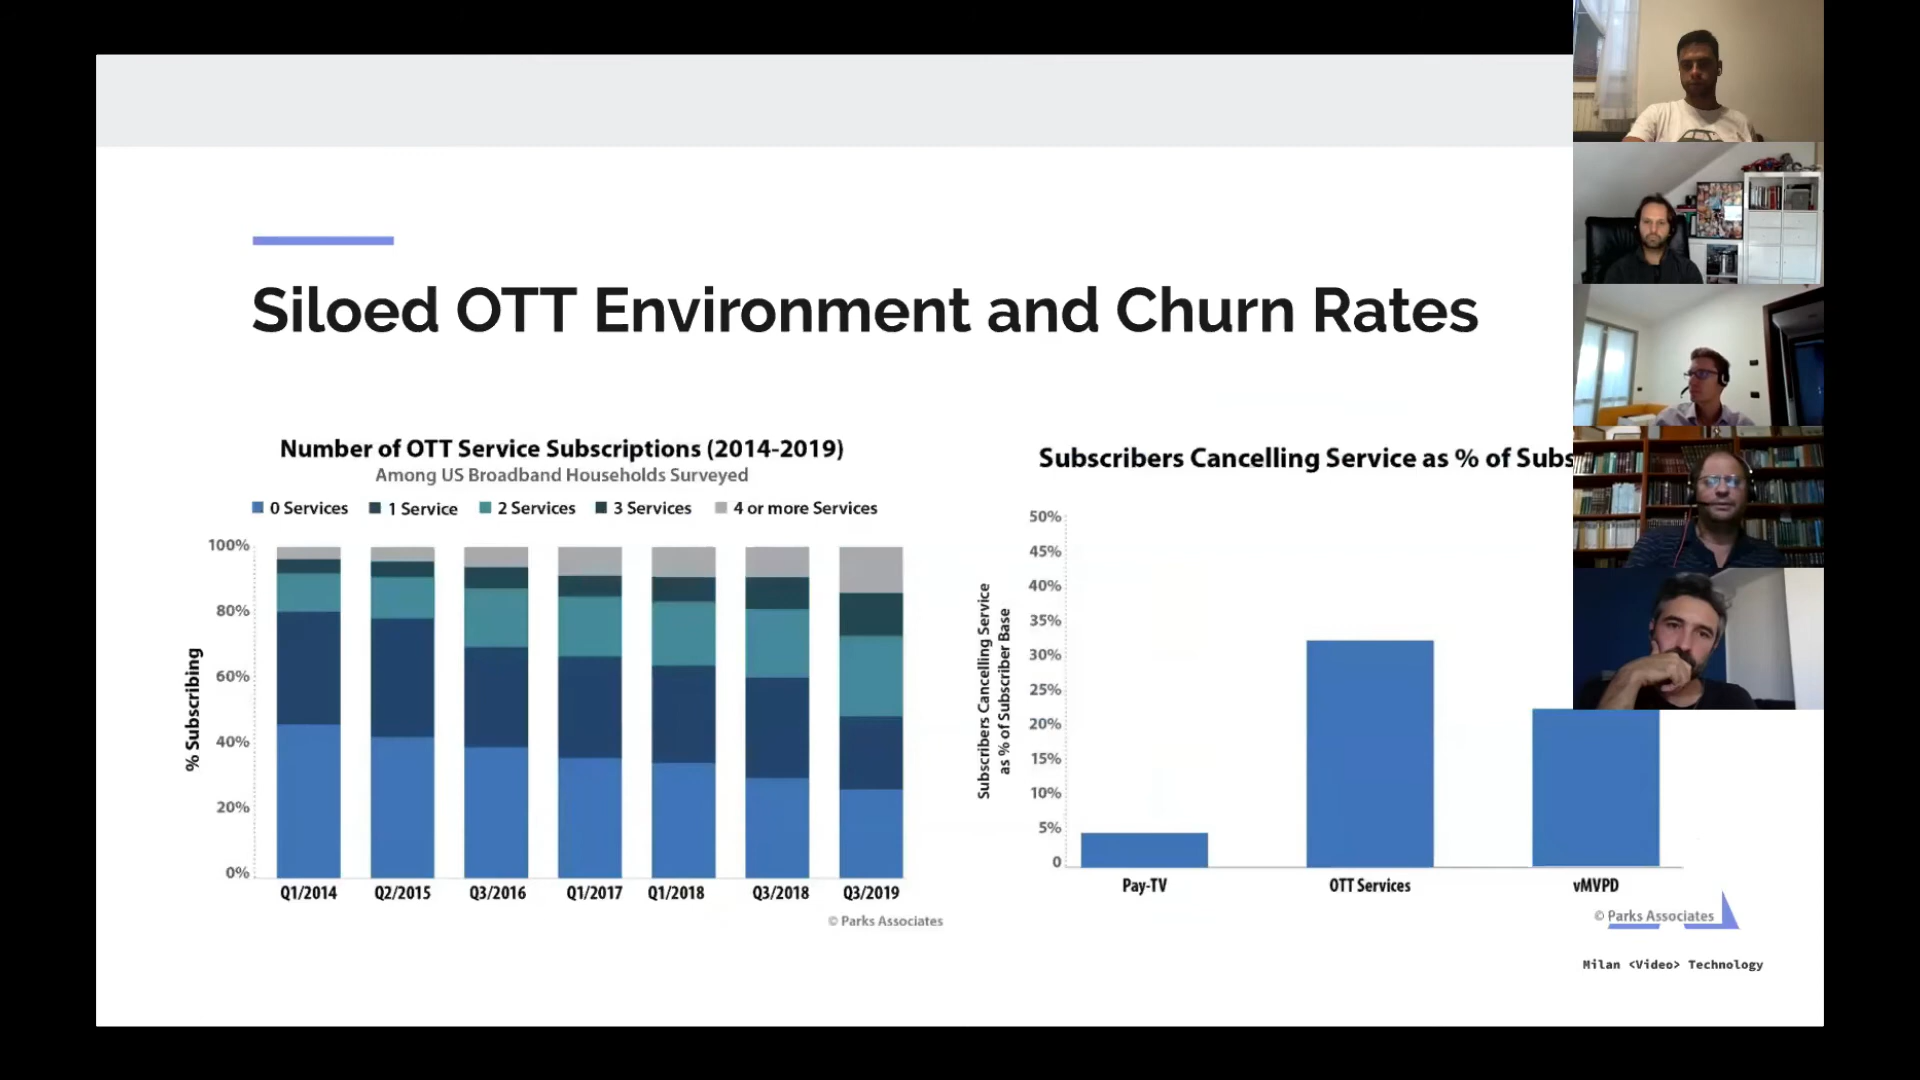 Siloed OTT Environment and Churn Rates
Number of OTT Service Subscriptions (2014-2019)
Among US Broadband Households Surveyed
0 Services 1 Service 2 Services 3 Services 4 or more Services
100%
80%
60%
40%
20%
0%
% Subscribing
Q1/2014 Q2/2015 Q3/2016 Q1/2017 Q1/2018 Q3/2018 Q3/2019
© Parks Associates
Subscribers Cancelling Service as % of Subs
50%
45%
40%
35%
30%
25%
20%
15%
10%
5%
0
Subscribers Cancelling Service
as % of Subscriber Base
Pay-TV OTT Services vMVPD
© Parks Associates
Milan <Video> Technology